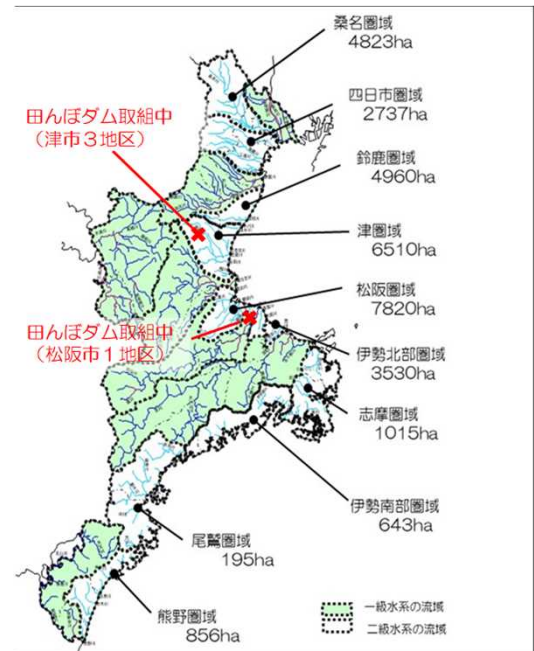 桑名圏域
4823ha
四日市圏域
2737ha
田んぼダム取組中
（津市３地区）
鈴鹿圏域
4960ha
津圏域
6510ha
松阪圏域
7820ha
田んぼダム取組中
（松阪市１地区）
伊勢北部圏域
3530ha
志摩圏域
1015ha
伊勢南部圏域
643ha
尾鷲圏域
195ha
熊野圏域
856ha
一級水系の流域
二級水系の流域